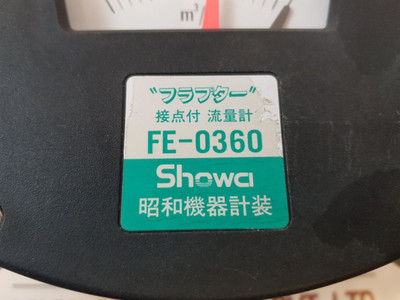 m³
"フラプター"
接点付 流量計
FE-0360
Showa
昭和機器計装